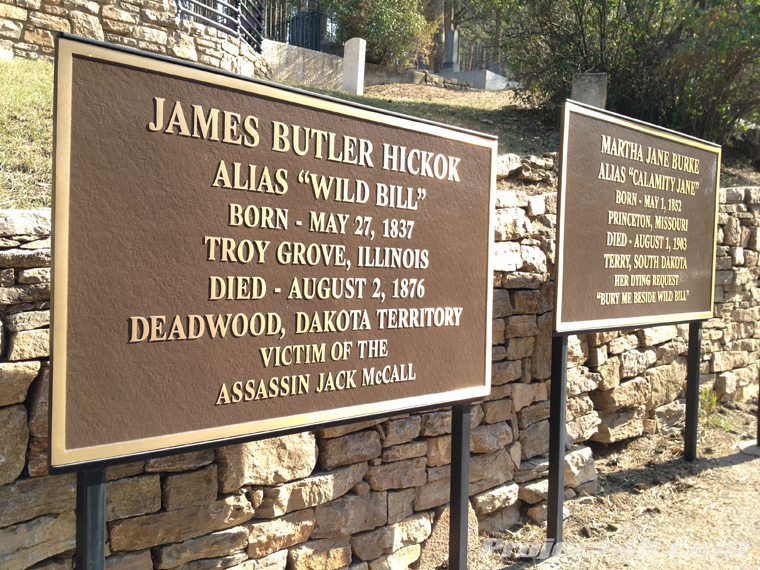 JAMES BUTLER HICKOK
ALIAS “WILD BILL”
BORN - MAY 27, 1837
TROY GROVE, ILLINOIS
DIED - AUGUST 2, 1876
DEADWOOD, DAKOTA TERRITORY
VICTIM OF THE
ASSASSIN JACK McCALL
MARTHA JANE BURKE
ALIAS “CALAMITY JANE”
BORN - MAY 1, 1852
PRINCETON, MISSOURI
DIED - AUGUST 1, 1903
TERRY, SOUTH DAKOTA
HER DYING REQUEST
“BURY ME BESIDE WILD BILL”